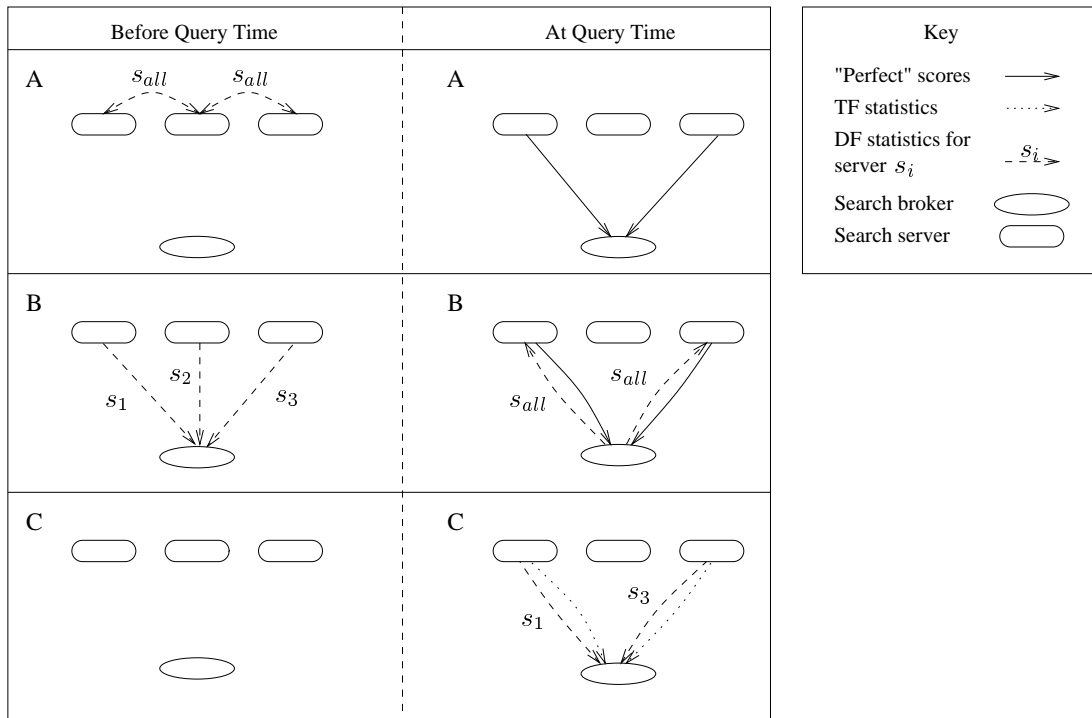 Before Query Time
At Query Time
A
s_all
s_all
A
B
s_1
s_2
s_3
B
s_all
s_all
C
C
s_1
s_3
Key
"Perfect" scores
TF statistics
DF statistics for
server s_i
s_i
Search broker
Search server